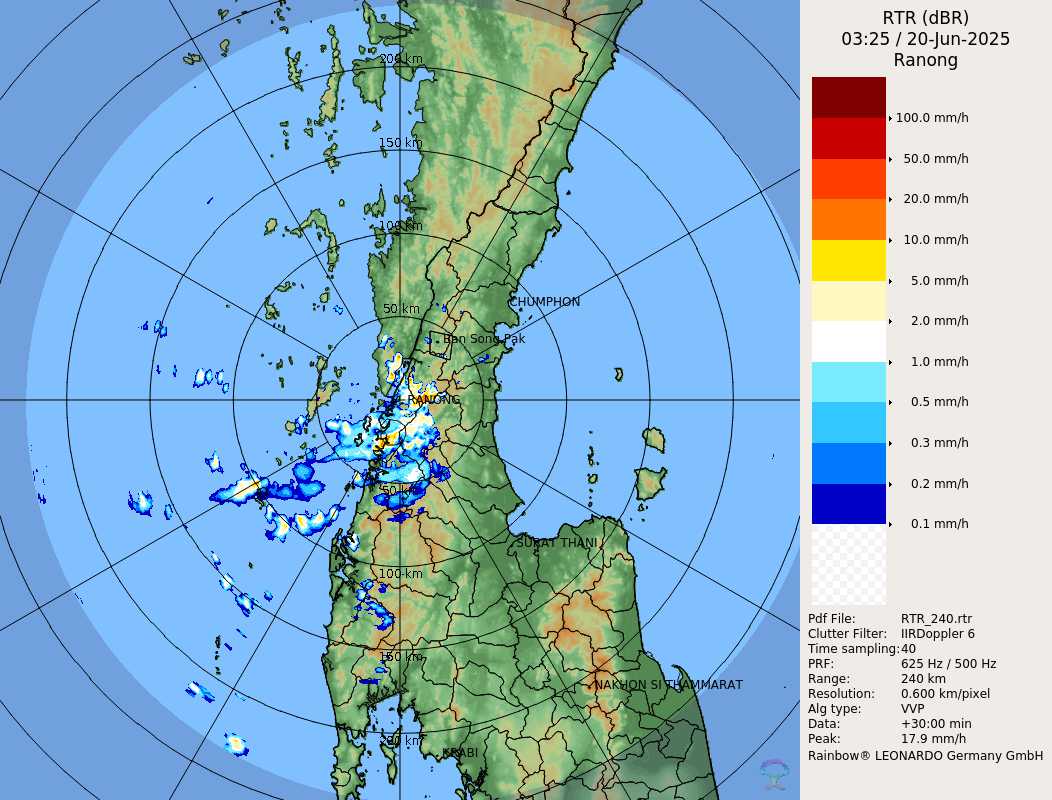 RTR (dBR)
03:25 / 20-Jun-2025
Ranong
100.0 mm/h
50.0 mm/h
20.0 mm/h
10.0 mm/h
5.0 mm/h
2.0 mm/h
1.0 mm/h
0.5 mm/h
0.3 mm/h
0.2 mm/h
0.1 mm/h
Pdf File: RTR_240.rtr
Clutter Filter: IIRDoppler 6
Time sampling:40
PRF: 625 Hz / 500 Hz
Range: 240 km
Resolution: 0.600 km/pixel
Alg type: VVP
Data: +30:00 min
Peak: 17.9 mm/h
Rainbow® LEONARDO Germany GmbH
200 km
150 km
100 km
50 km
CHUMPHON
Ban Song Pak
RANONG
50 km
SURAT THANI
100 km
150 km
NAKHON SI THAMMARAT
200 km
KRABI